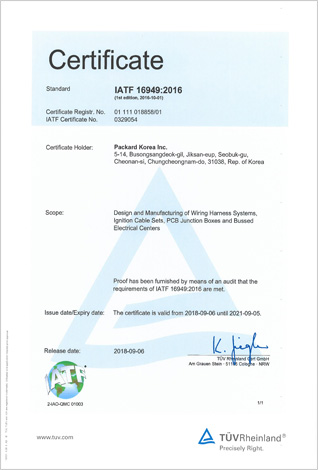 Certificate
Standard
IATF 16949:2016
(1st edition, 2016-10-01)
Certificate Registr. No.
01 111 018858/01
IATF Certificate No.
0329054
Certificate Holder:
Packard Korea Inc.
5-14, Busongsangdeok-gil, Jiksan-eup, Seobuk-gu,
Cheonan-si, Chungcheongnam-do, 31038, Rep. of Korea
Scope:
Design and Manufacturing of Wiring Harness Systems,
Ignition Cable Sets, PCB Junction Boxes and Bussed
Electrical Centers
Proof has been furnished by means of an audit that the
requirements of IATF 16949:2016 are met.
Issue date/Expiry date:
The certificate is valid from 2018-09-06 until 2021-09-05.
Release date:
2018-09-06
TÜV Rheinland Cert GmbH
Am Grauen Stein · 51105 Cologne · NRW
IATF
2-IAO-QMC 01003
1/1
www.tuv.com
TÜVRheinland®
Precisely Right.